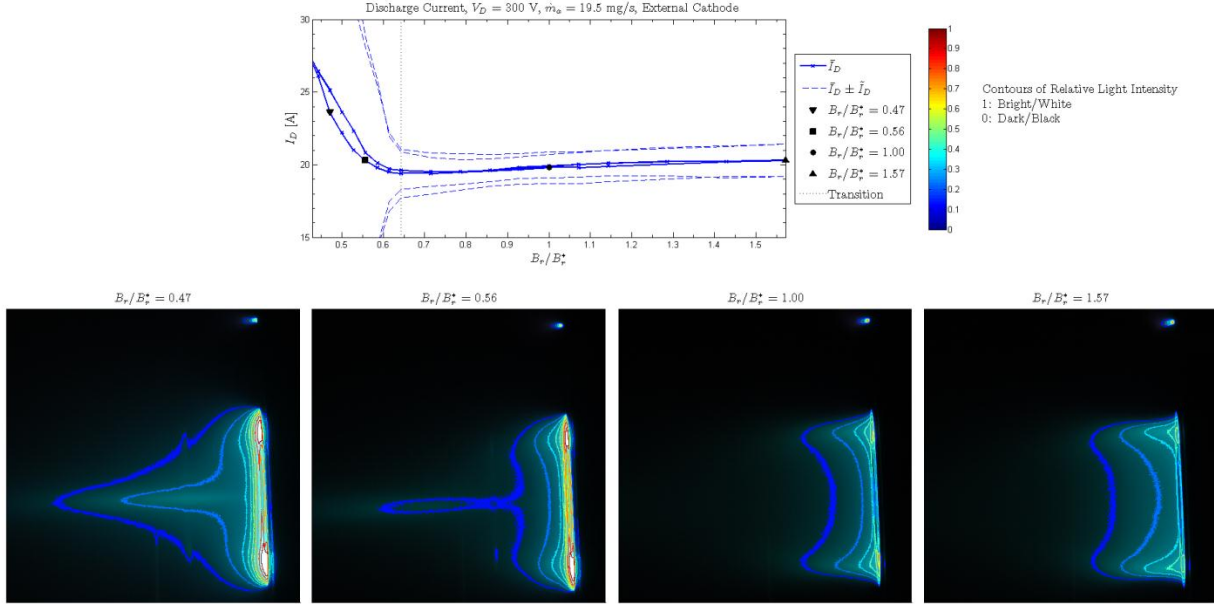 Discharge Current, V_D = 300 V, ṁ_a = 19.5 mg/s, External Cathode
30
25
20
15
I_D [A]
0.5 0.6 0.7 0.8 0.9 1 1.1 1.2 1.3 1.4 1.5
B_r/B_r*
Ī_D
Ī_D ± Ĩ_D
B_r/B_r* = 0.47
B_r/B_r* = 0.56
B_r/B_r* = 1.00
B_r/B_r* = 1.57
Transition
1
0.9
0.8
0.7
0.6
0.5
0.4
0.3
0.2
0.1
0
Contours of Relative Light Intensity
1: Bright/White
0: Dark/Black
B_r/B_r* = 0.47
B_r/B_r* = 0.56
B_r/B_r* = 1.00
B_r/B_r* = 1.57